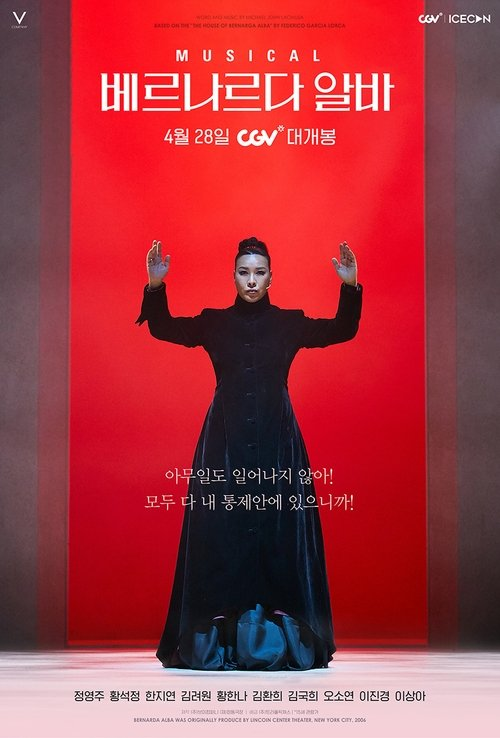 V
COMPANY
CGV ICECON
WORDS AND MUSIC BY MICHAEL JOHN LACHIUSA
BASED ON THE "THE HOUSE OF BERNARDA ALBA" BY FEDERICO GARCIA LORCA
MUSICAL
베르나르다 알바
4월 28일 CGV 대개봉
아무일도 일어나지 않아!
모두 다 내 통제안에 있으니까!
정영주 황석정 한지연 김려원 황한나 김환희 김국희 오소연 이진경 이상아
BERNARDA ALBA WAS ORIGINALLY PRODUCE BY LINCOIN CENTER THEATER, NEW YORK CITY, 2006